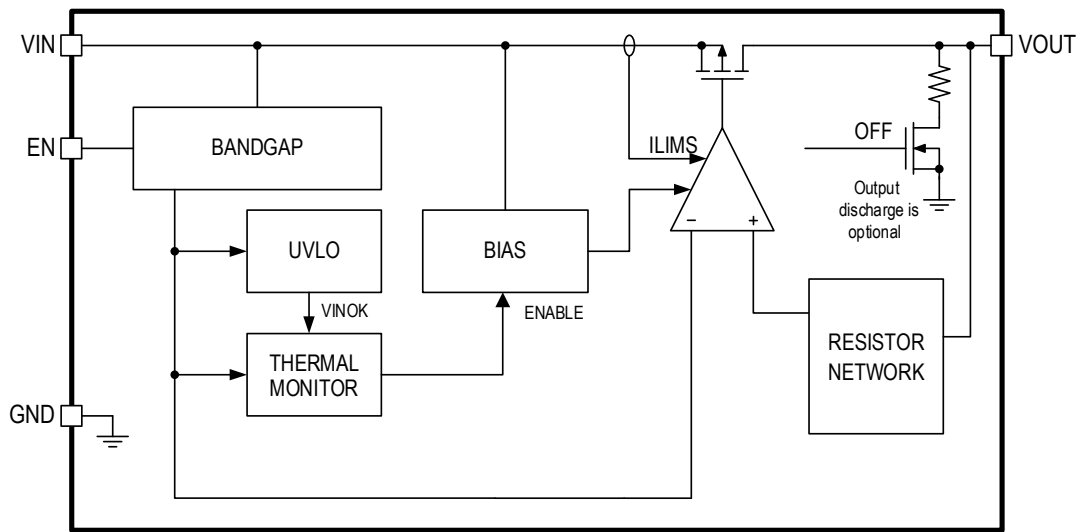 VIN
VOUT
EN
BANDGAP
ILIMS
OFF
Output
discharge is
optional
UVLO
BIAS
−
+
VINOK
ENABLE
THERMAL
MONITOR
RESISTOR
NETWORK
GND